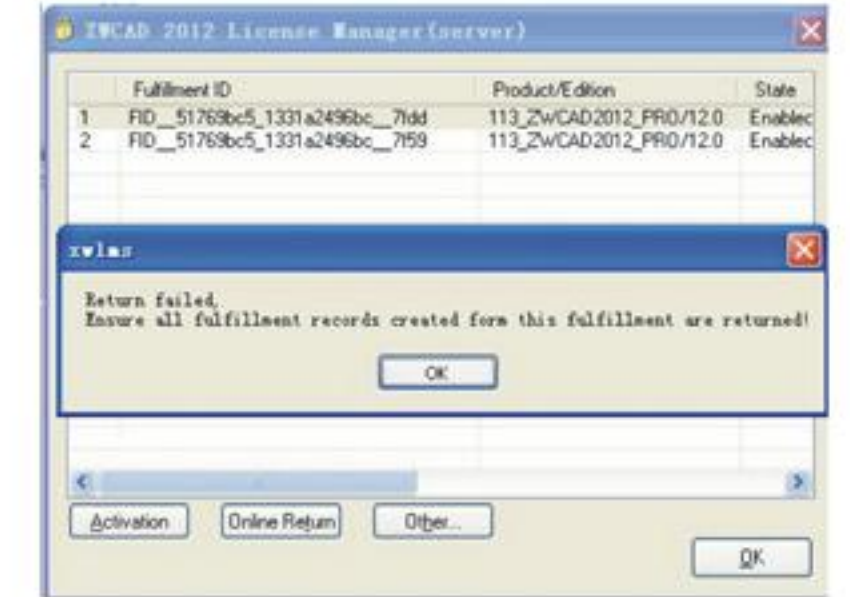 ZWCAD 2012 License Manager(server)
Fulfillment ID Product/Edition State
1 FID__51769bc5_1331a2496bc__7fdd 113_ZWCAD2012_PRO/12.0 Enabled
2 FID__51769bc5_1331a2496bc__7f59 113_ZWCAD2012_PRO/12.0 Enabled
zwlms
Return failed,
Ensure all fulfillment records created form this fulfillment are returned!
OK
Activation Online Return Other...
OK